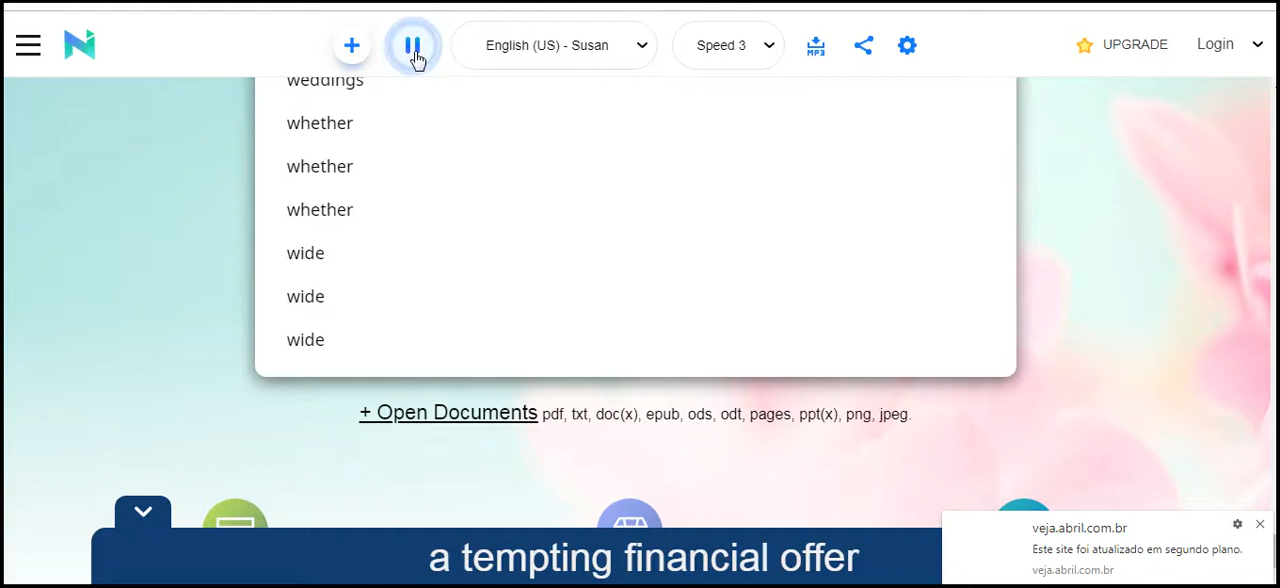 English (US) - Susan
Speed 3
MP3
UPGRADE
Login
weddings
whether
whether
whether
wide
wide
wide
+ Open Documents pdf, txt, doc(x), epub, ods, odt, pages, ppt(x), png, jpeg.
a tempting financial offer
veja.abril.com.br
Este site foi atualizado em segundo plano.
veja.abril.com.br